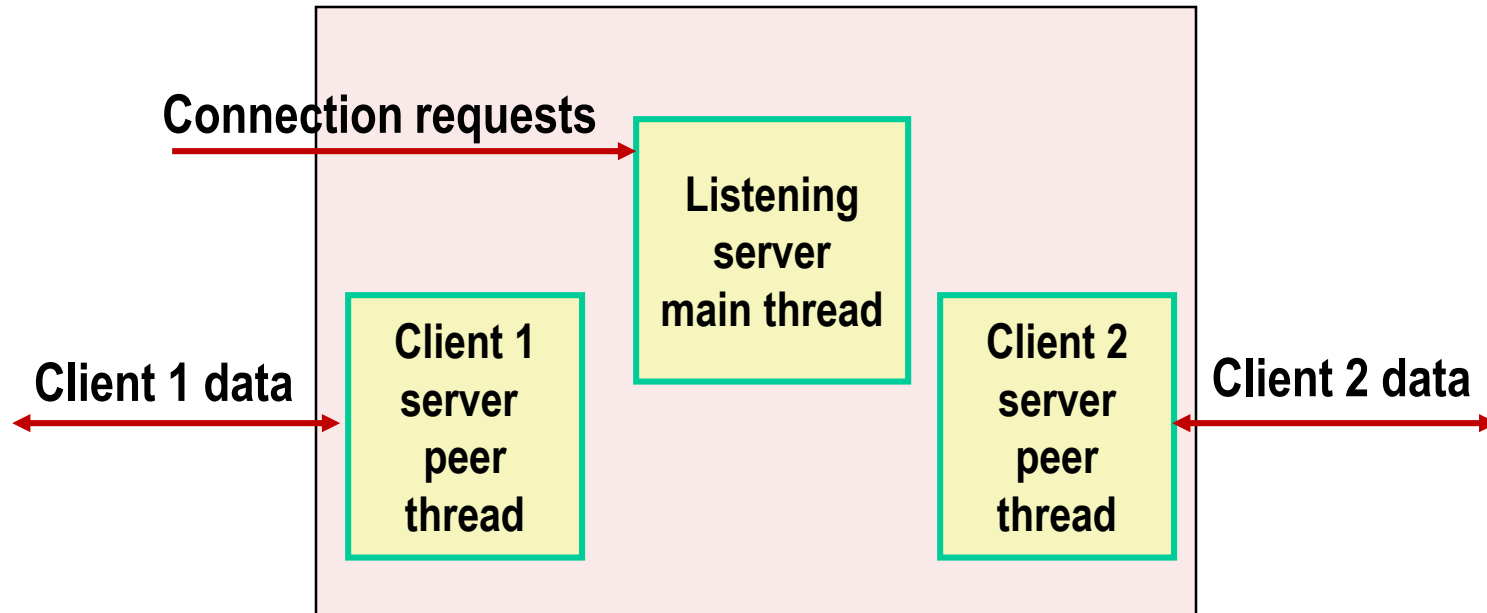 Connection requests
Listening
server
main thread
Client 1
server
peer
thread
Client 2
server
peer
thread
Client 1 data
Client 2 data